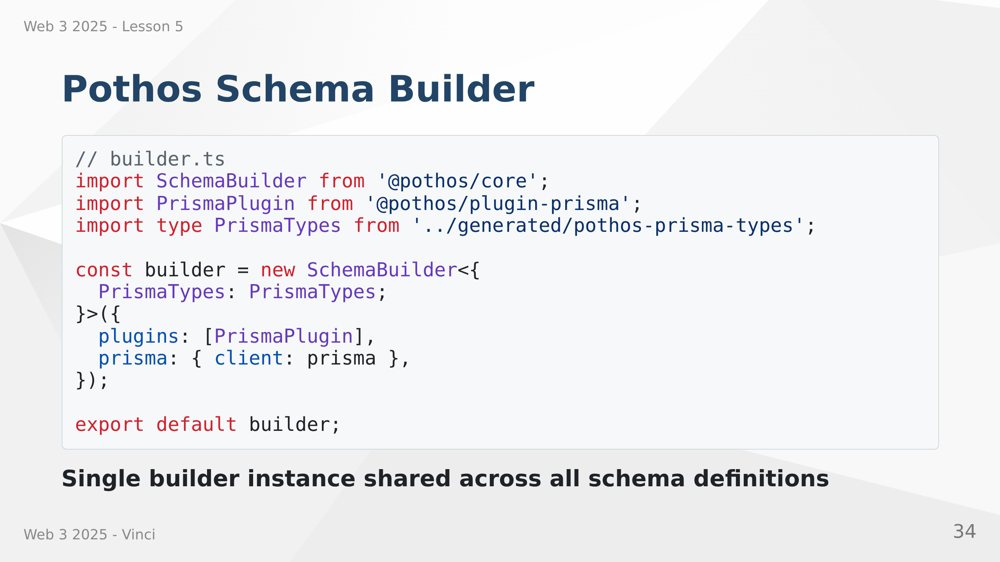 Web 3 2025 - Lesson 5
Pothos Schema Builder
// builder.ts
import SchemaBuilder from '@pothos/core';
import PrismaPlugin from '@pothos/plugin-prisma';
import type PrismaTypes from '../generated/pothos-prisma-types';

const builder = new SchemaBuilder<{
  PrismaTypes: PrismaTypes;
}>({
  plugins: [PrismaPlugin],
  prisma: { client: prisma },
});

export default builder;
Single builder instance shared across all schema definitions
Web 3 2025 - Vinci
34